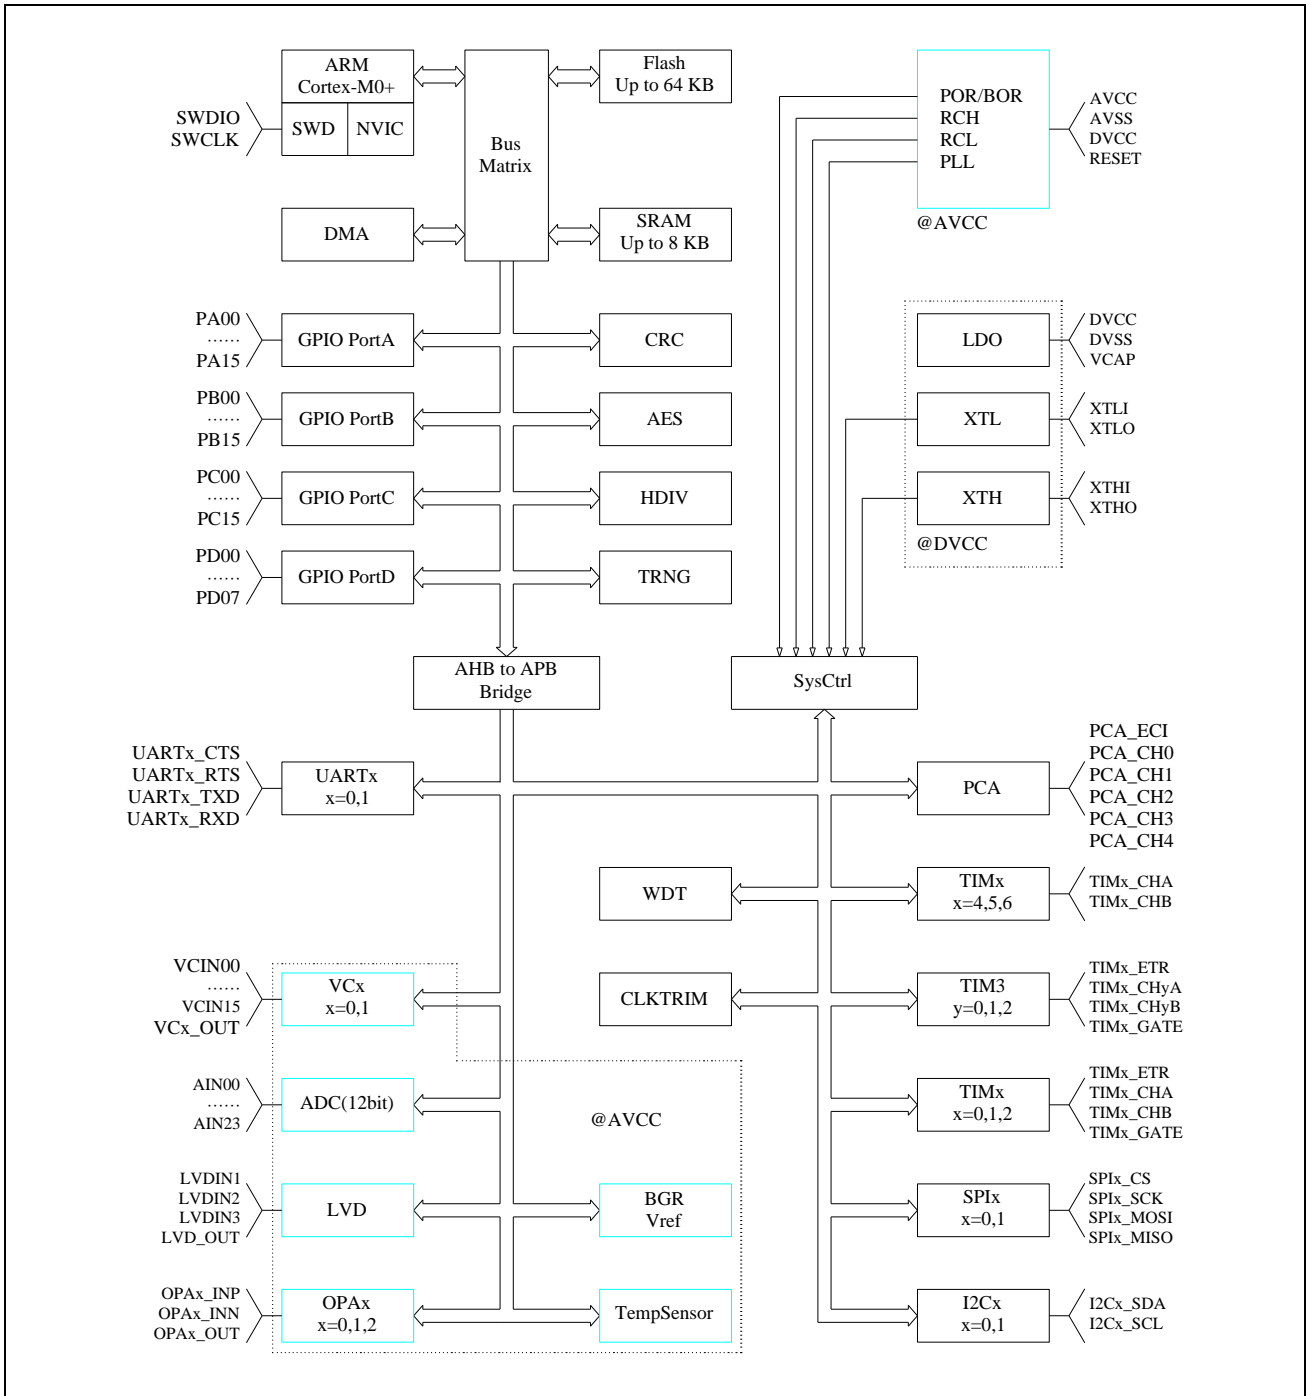 ARM
Cortex-M0+
SWD
NVIC
SWDIO
SWCLK
Bus
Matrix
Flash
Up to 64 KB
DMA
SRAM
Up to 8 KB
POR/BOR
RCH
RCL
PLL
@AVCC
AVCC
AVSS
DVCC
RESET
PA00
......
PA15
GPIO PortA
CRC
LDO
DVCC
DVSS
VCAP
PB00
......
PB15
GPIO PortB
AES
XTL
XTLI
XTLO
PC00
......
PC15
GPIO PortC
HDIV
XTH
XTHI
XTHO
@DVCC
PD00
......
PD07
GPIO PortD
TRNG
AHB to APB
Bridge
SysCtrl
UARTx_CTS
UARTx_RTS
UARTx_TXD
UARTx_RXD
UARTx
x=0,1
PCA
PCA_ECI
PCA_CH0
PCA_CH1
PCA_CH2
PCA_CH3
PCA_CH4
WDT
TIMx
x=4,5,6
TIMx_CHA
TIMx_CHB
VCIN00
......
VCIN15
VCx_OUT
VCx
x=0,1
CLKTRIM
TIM3
y=0,1,2
TIMx_ETR
TIMx_CHyA
TIMx_CHyB
TIMx_GATE
AIN00
......
AIN23
ADC(12bit)
@AVCC
TIMx
x=0,1,2
TIMx_ETR
TIMx_CHA
TIMx_CHB
TIMx_GATE
LVDIN1
LVDIN2
LVDIN3
LVD_OUT
LVD
BGR
Vref
SPIx
x=0,1
SPIx_CS
SPIx_SCK
SPIx_MOSI
SPIx_MISO
OPAx_INP
OPAx_INN
OPAx_OUT
OPAx
x=0,1,2
TempSensor
I2Cx
x=0,1
I2Cx_SDA
I2Cx_SCL